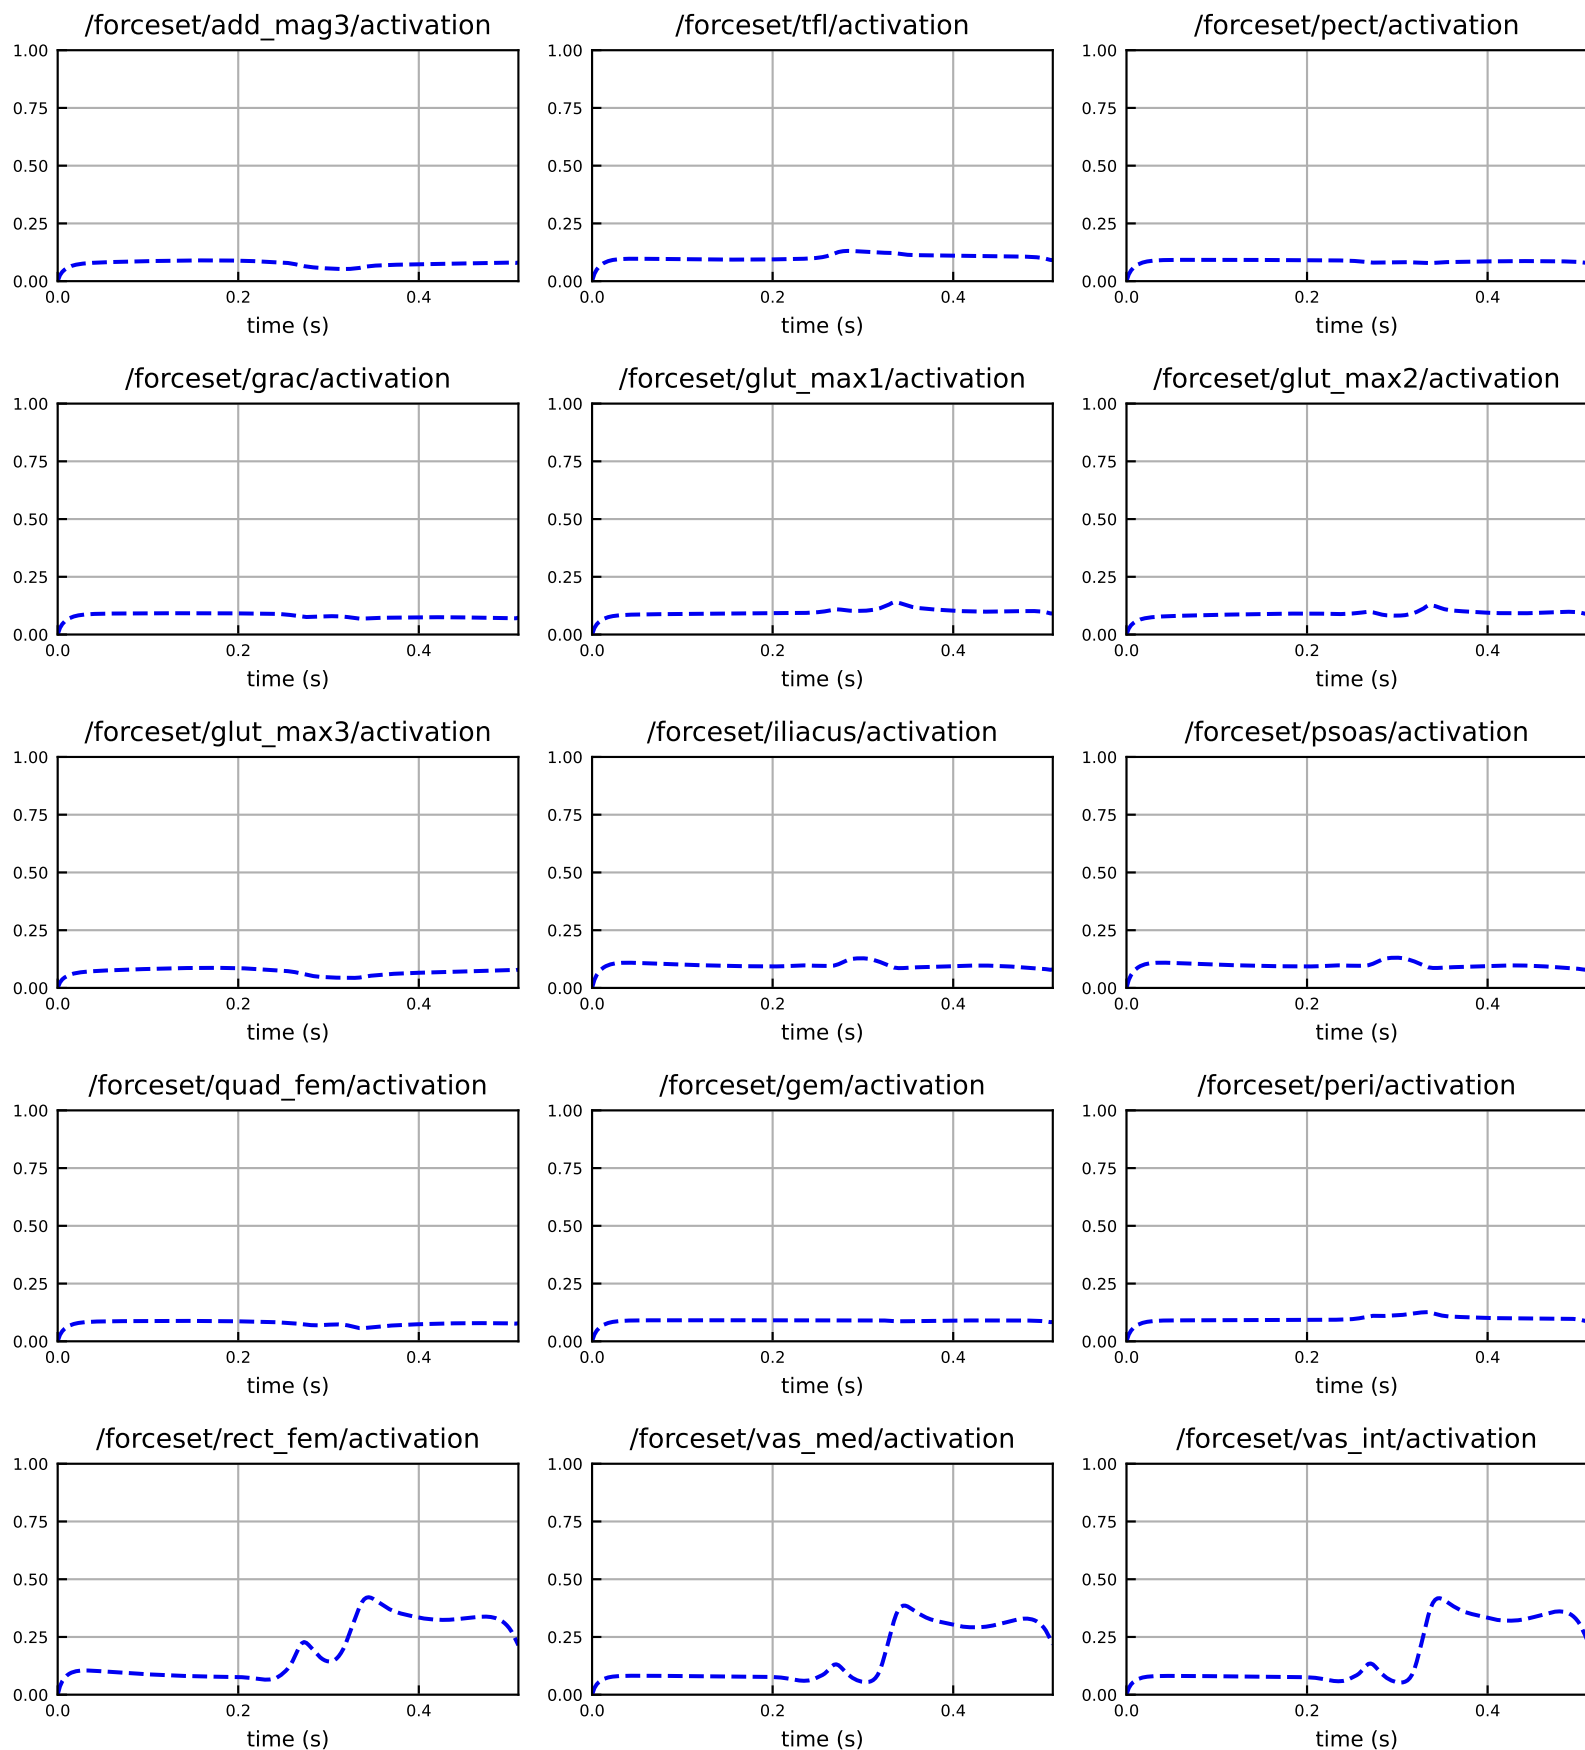 /forceset/add_mag3/activation /forceset/tfl/activation /forceset/pect/activation
1.00 1.00 1.00
0.75 0.75 0.75
0.50 0.50 0.50
0.25 0.25 0.25
0.00 0.00 0.00
0.0 0.2 0.4 0.0 0.2 0.4 0.0 0.2 0.4
time (s) time (s) time (s)
/forceset/grac/activation /forceset/glut_max1/activation /forceset/glut_max2/activation
1.00 1.00 1.00
0.75 0.75 0.75
0.50 0.50 0.50
0.25 0.25 0.25
0.00 0.00 0.00
0.0 0.2 0.4 0.0 0.2 0.4 0.0 0.2 0.4
time (s) time (s) time (s)
/forceset/glut_max3/activation /forceset/iliacus/activation /forceset/psoas/activation
1.00 1.00 1.00
0.75 0.75 0.75
0.50 0.50 0.50
0.25 0.25 0.25
0.00 0.00 0.00
0.0 0.2 0.4 0.0 0.2 0.4 0.0 0.2 0.4
time (s) time (s) time (s)
/forceset/quad_fem/activation /forceset/gem/activation /forceset/peri/activation
1.00 1.00 1.00
0.75 0.75 0.75
0.50 0.50 0.50
0.25 0.25 0.25
0.00 0.00 0.00
0.0 0.2 0.4 0.0 0.2 0.4 0.0 0.2 0.4
time (s) time (s) time (s)
/forceset/rect_fem/activation /forceset/vas_med/activation /forceset/vas_int/activation
1.00 1.00 1.00
0.75 0.75 0.75
0.50 0.50 0.50
0.25 0.25 0.25
0.00 0.00 0.00
0.0 0.2 0.4 0.0 0.2 0.4 0.0 0.2 0.4
time (s) time (s) time (s)